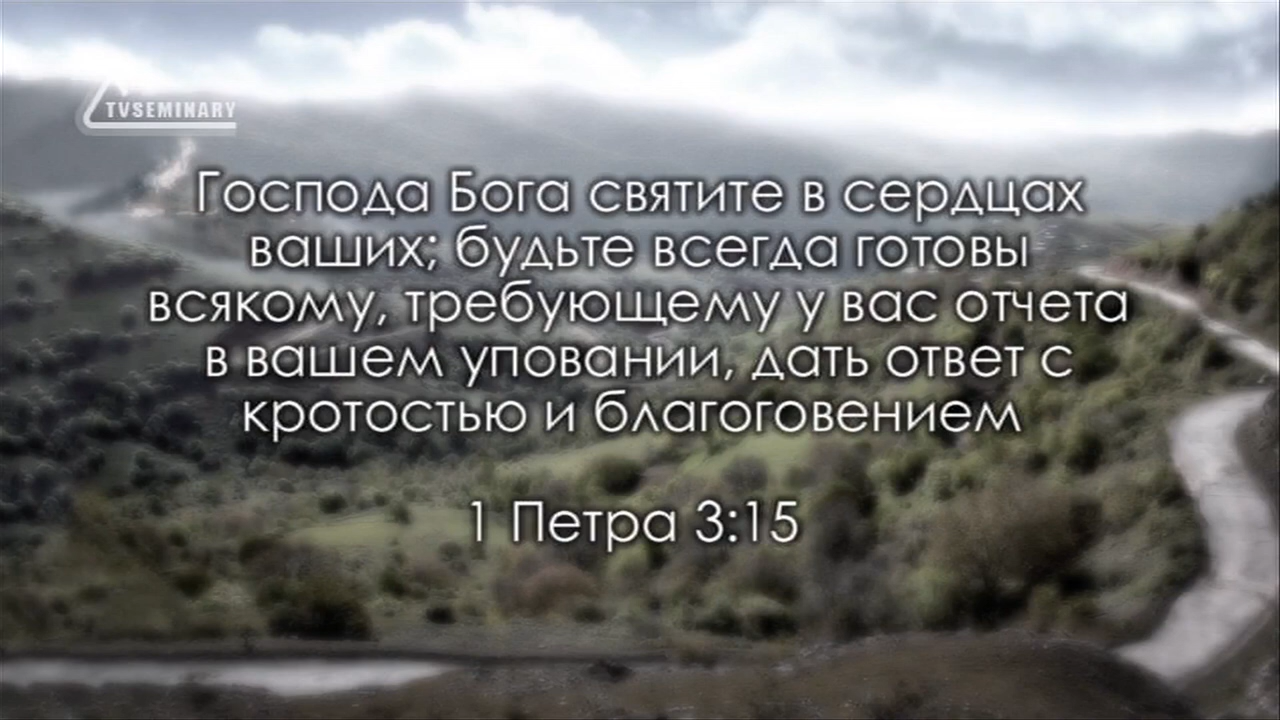 TVSEMINARY
Господа Бога святите в сердцах
ваших; будьте всегда готовы
всякому, требующему у вас отчета
в вашем уповании, дать ответ с
кротостью и благоговением
1 Петра 3:15